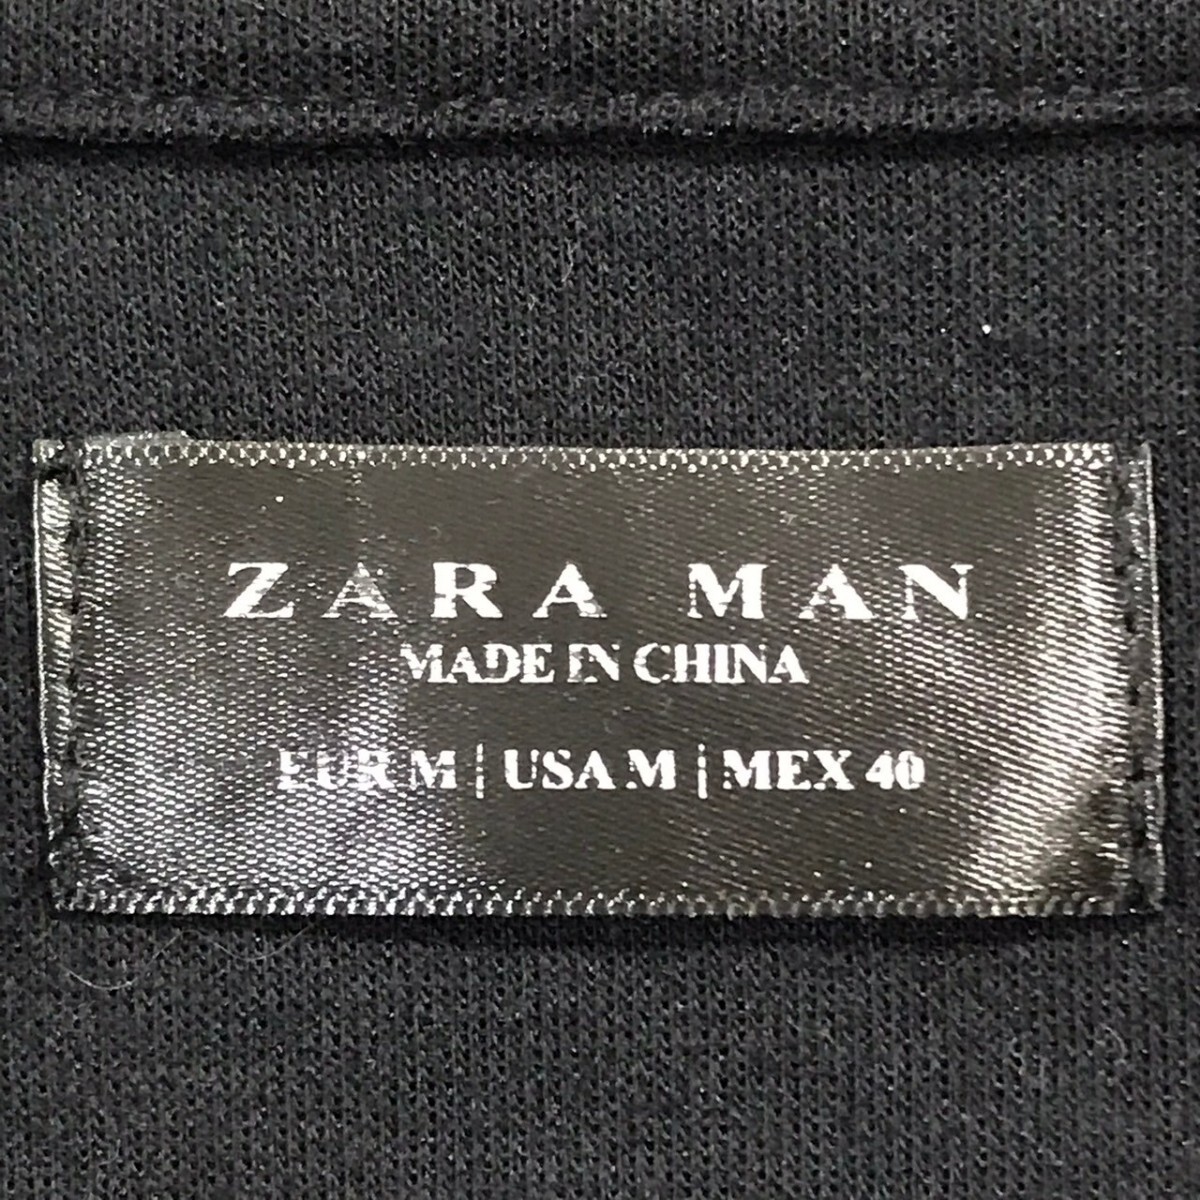 ZARA MAN
MADE IN CHINA
EUR M | USA M | MEX 40